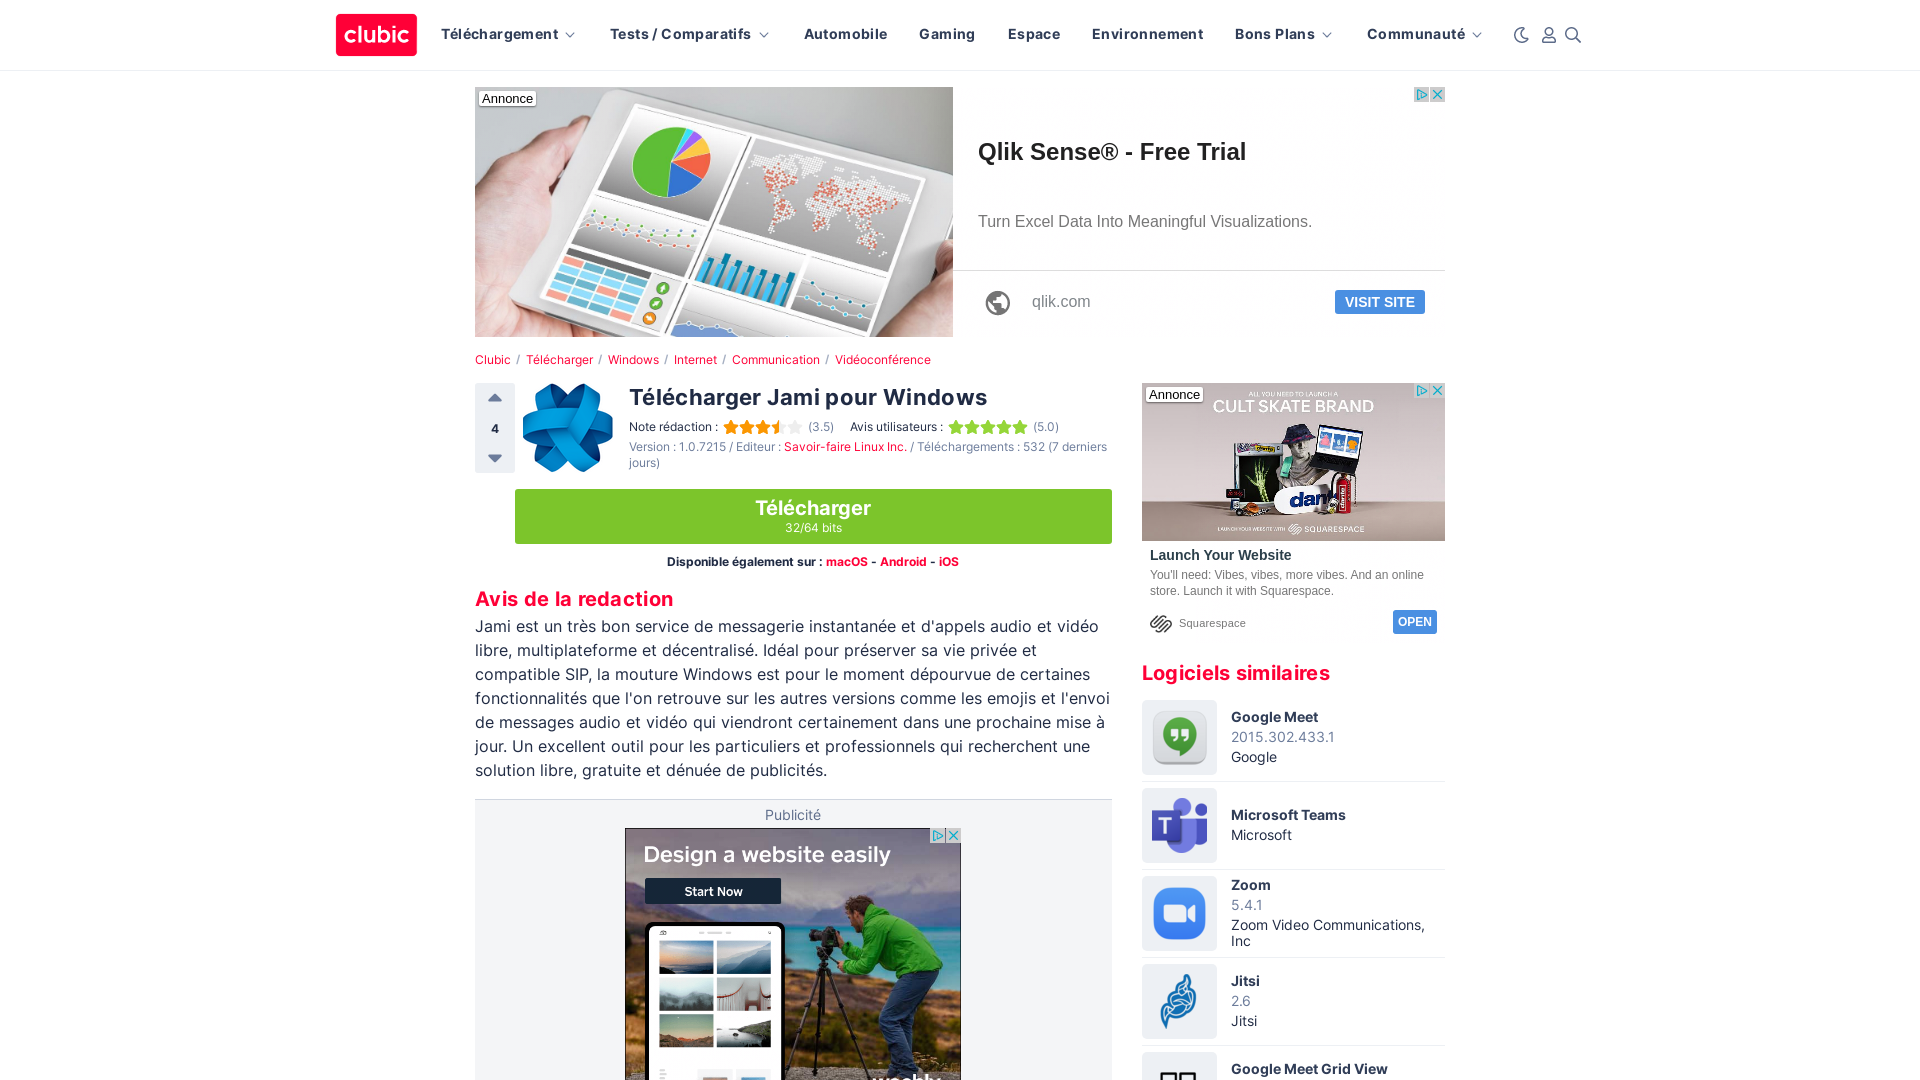 clubic
Téléchargement
Tests / Comparatifs
Automobile
Gaming
Espace
Environnement
Bons Plans
Communauté
Annonce
Qlik Sense® - Free Trial
Turn Excel Data Into Meaningful Visualizations.
qlik.com
VISIT SITE
Clubic / Télécharger / Windows / Internet / Communication / Vidéoconférence
4
Télécharger Jami pour Windows
Note rédaction : (3.5) Avis utilisateurs : (5.0)
Version : 1.0.7215 / Editeur : Savoir-faire Linux Inc. / Téléchargements : 532 (7 derniers
jours)
Télécharger
32/64 bits
Disponible également sur : macOS - Android - iOS
Avis de la redaction
Jami est un très bon service de messagerie instantanée et d'appels audio et vidéo
libre, multiplateforme et décentralisé. Idéal pour préserver sa vie privée et
compatible SIP, la mouture Windows est pour le moment dépourvue de certaines
fonctionnalités que l'on retrouve sur les autres versions comme les emojis et l'envoi
de messages audio et vidéo qui viendront certainement dans une prochaine mise à
jour. Un excellent outil pour les particuliers et professionnels qui recherchent une
solution libre, gratuite et dénuée de publicités.
Publicité
Design a website easily
Start Now
weebly
Annonce
ALL YOU NEED TO LAUNCH A
CULT SKATE BRAND
LAUNCH YOUR WEBSITE WITH SQUARESPACE
Launch Your Website
You'll need: Vibes, vibes, more vibes. And an online
store. Launch it with Squarespace.
Squarespace
OPEN
Logiciels similaires
Google Meet
2015.302.433.1
Google
Microsoft Teams
Microsoft
Zoom
5.4.1
Zoom Video Communications,
Inc
Jitsi
2.6
Jitsi
Google Meet Grid View